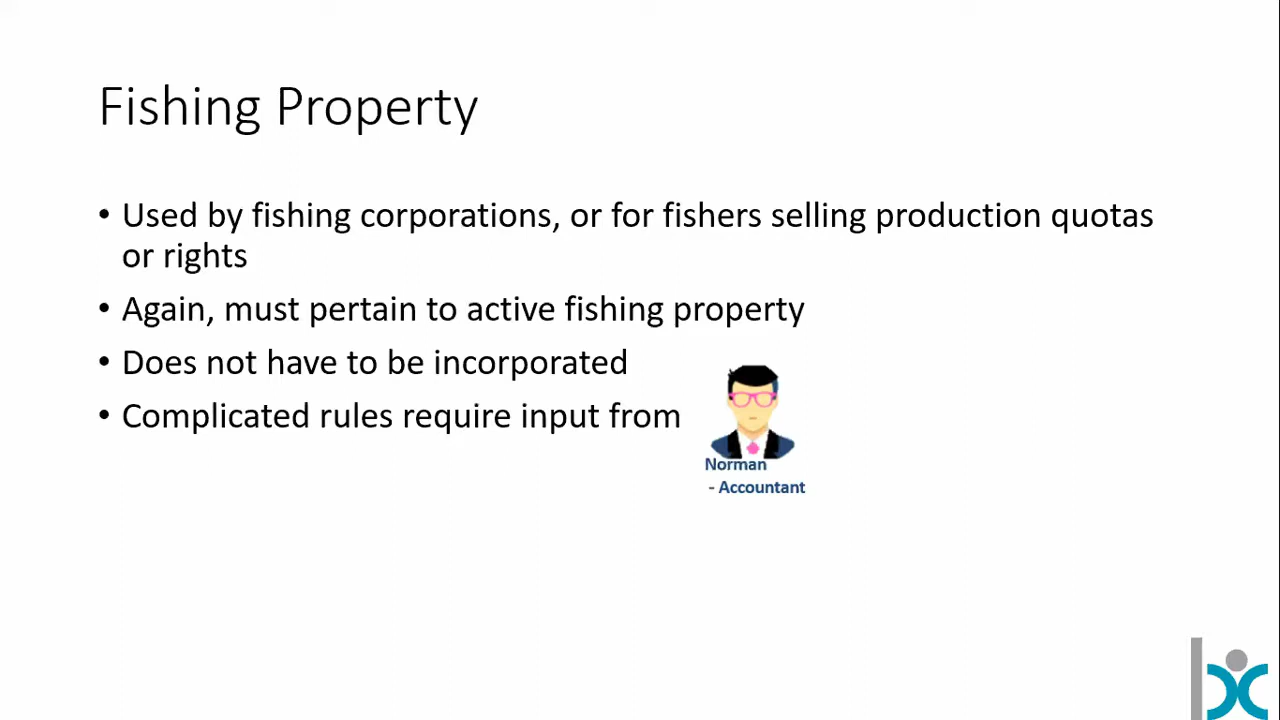 Fishing Property
• Used by fishing corporations, or for fishers selling production quotas
or rights
• Again, must pertain to active fishing property
• Does not have to be incorporated
• Complicated rules require input from
Norman
- Accountant